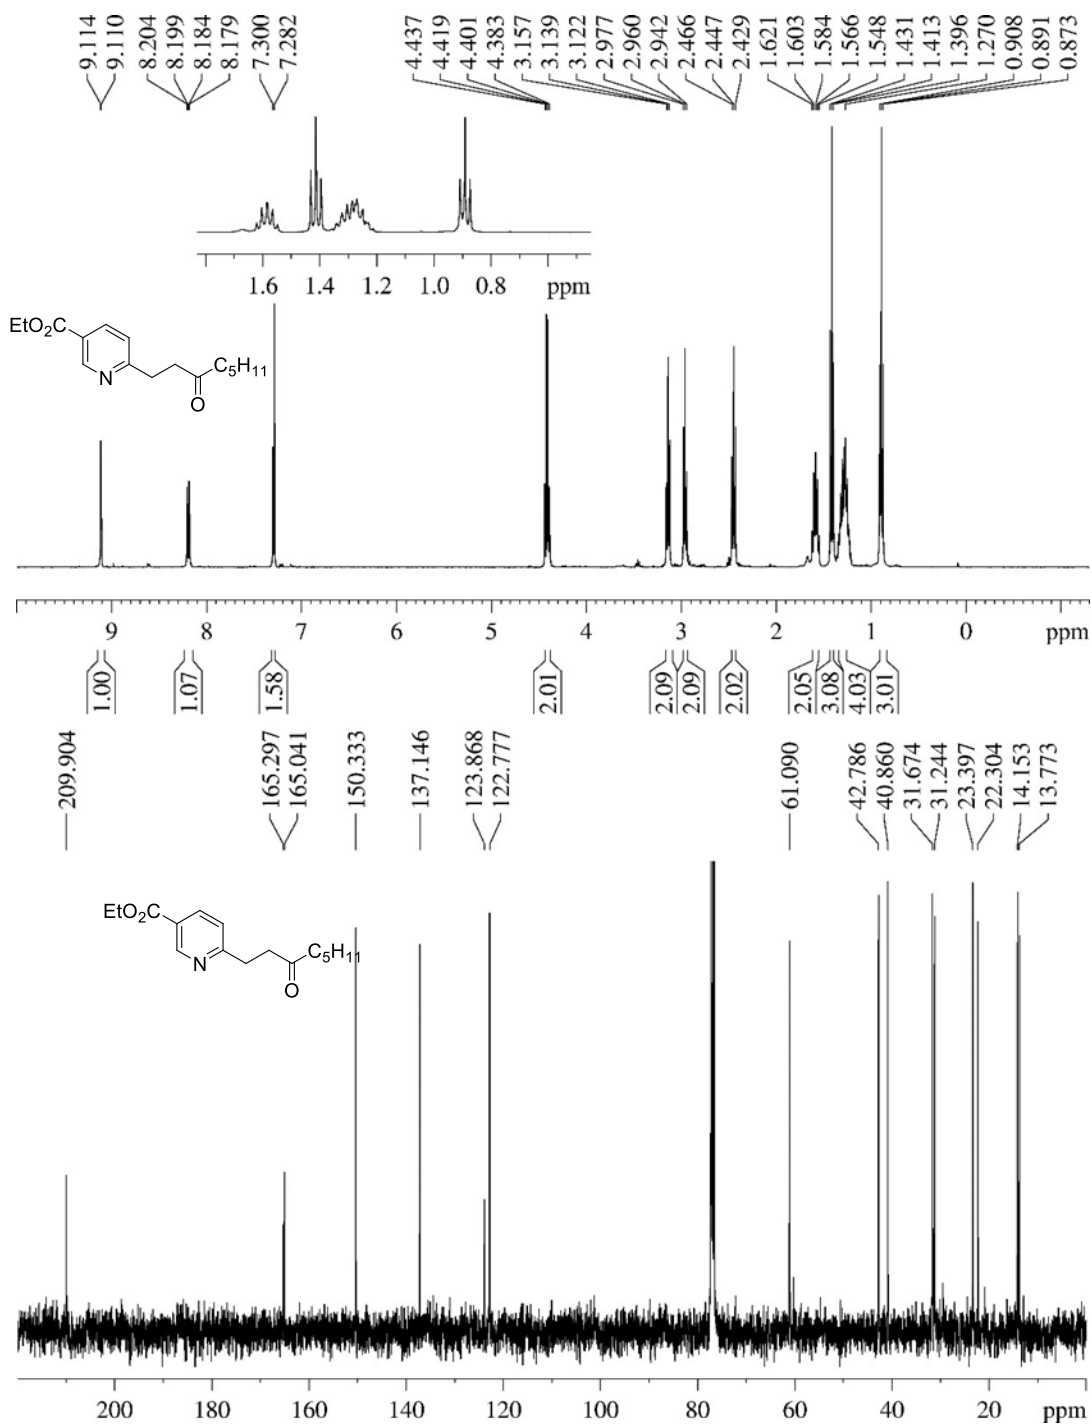 9.114 9.110 8.204 8.199 8.184 8.179 7.300 7.282 4.437 4.419 4.401 4.383 3.157 3.139 3.122 2.977 2.960 2.942 2.466 2.447 2.429 1.621 1.603 1.584 1.566 1.548 1.431 1.413 1.396 1.270 0.908 0.891 0.873
1.6 1.4 1.2 1.0 0.8 ppm
EtO2C
N
C5H11
O
9 8 7 6 5 4 3 2 1 0 ppm
1.00 1.07 1.58 2.01 2.09 2.09 2.02 2.05 3.08 4.03 3.01
209.904 165.297 165.041 150.333 137.146 123.868 122.777 61.090 42.786 40.860 31.674 31.244 23.397 22.304 14.153 13.773
EtO2C
N
C5H11
O
200 180 160 140 120 100 80 60 40 20 ppm